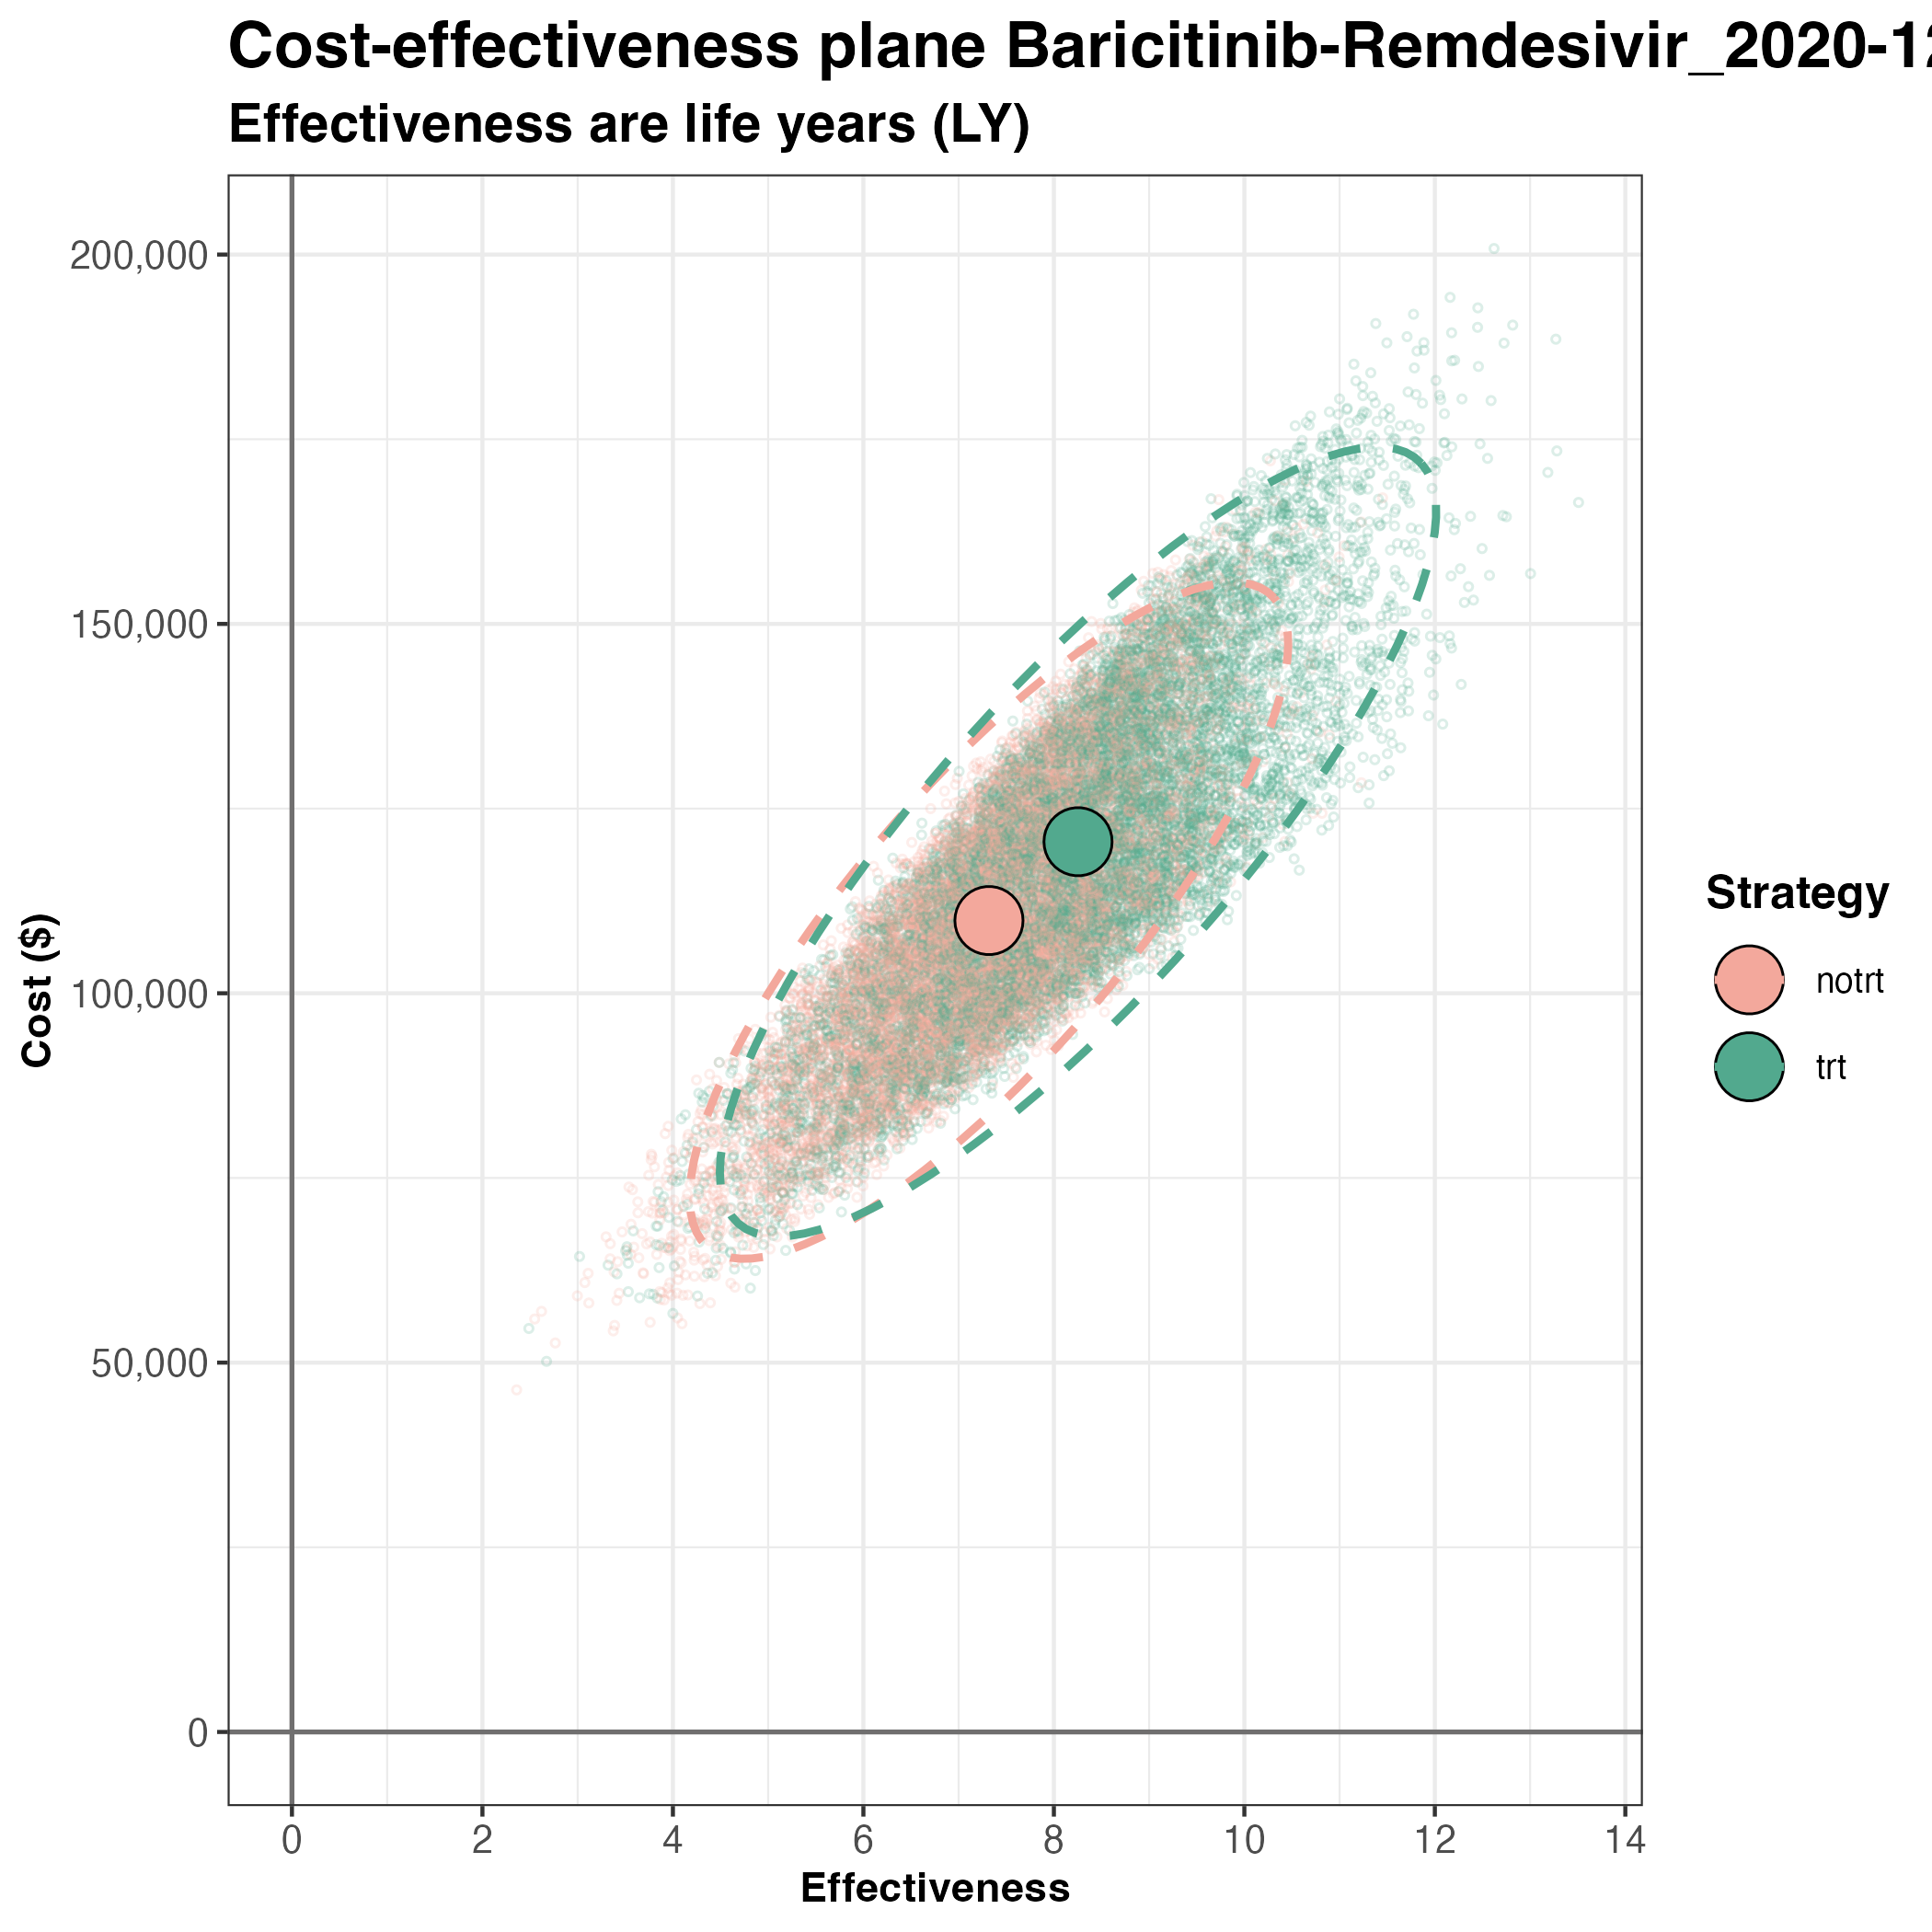 Cost-effectiveness plane Baricitinib-Remdesivir_2020-12
Effectiveness are life years (LY)
200,000
150,000
100,000
50,000
0
Cost ($)
0 2 4 6 8 10 12 14
Effectiveness
Strategy
notrt
trt